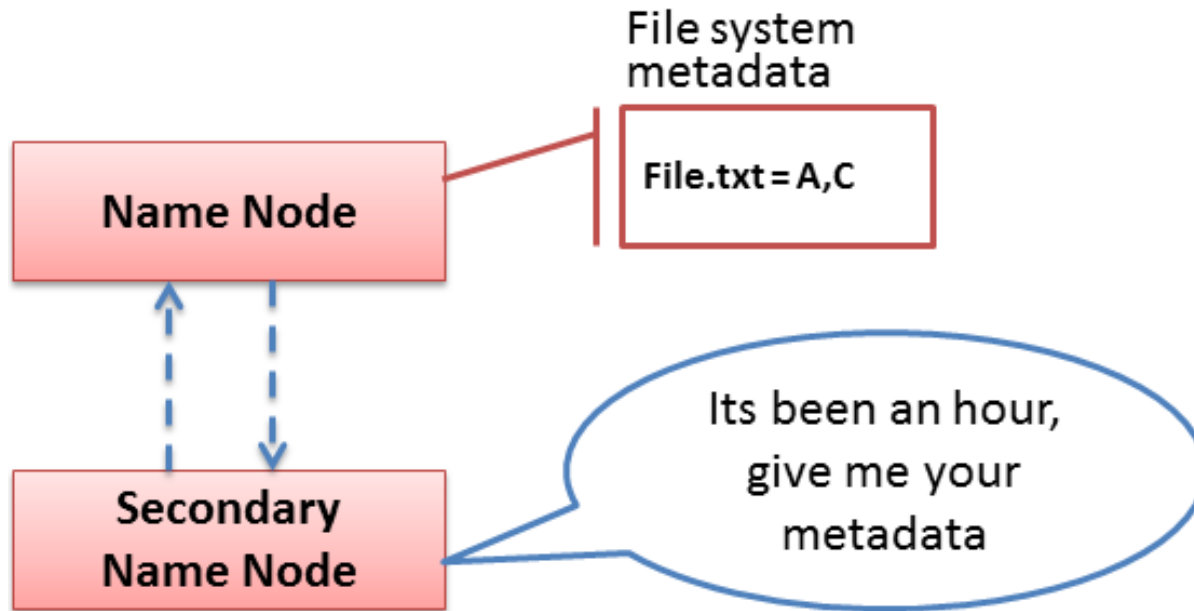 File system
metadata
Name Node
File.txt = A,C
Its been an hour,
give me your
metadata
Secondary
Name Node